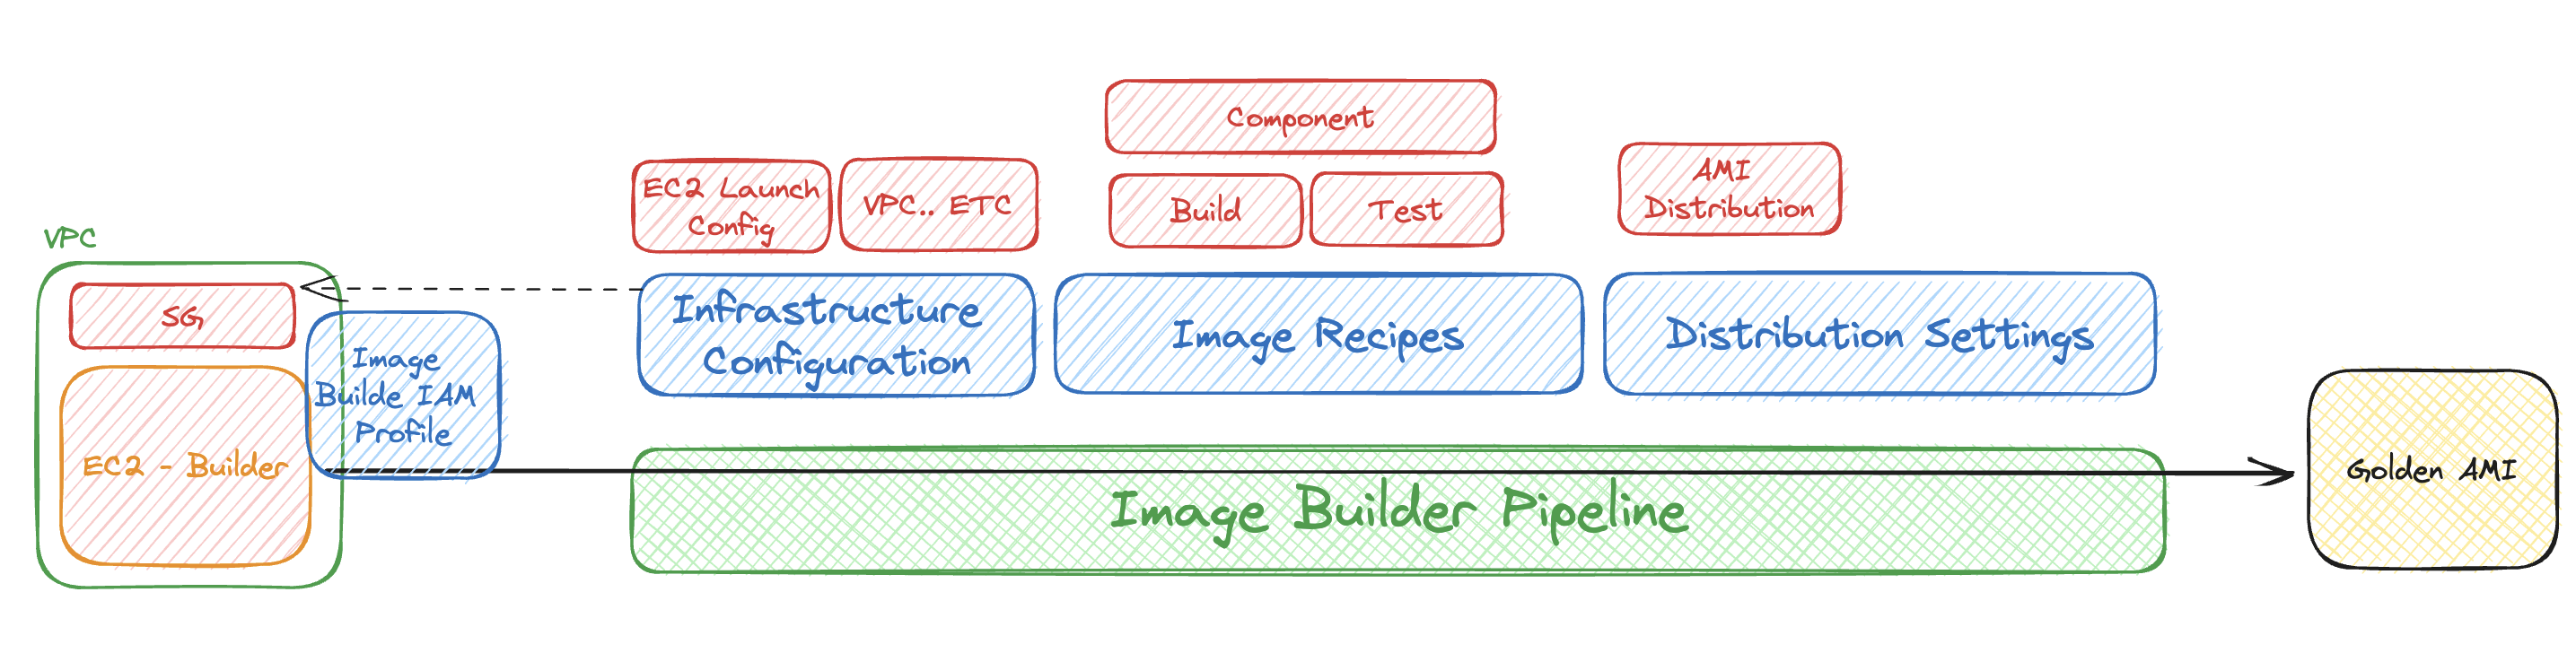 VPC
SG
EC2 - Builder
Image
Builde IAM
Profile
EC2 Launch
Config
VPC.. ETC
Infrastructure
Configuration
Component
Build
Test
Image Recipes
AMI
Distribution
Distribution Settings
Image Builder Pipeline
Golden AMI